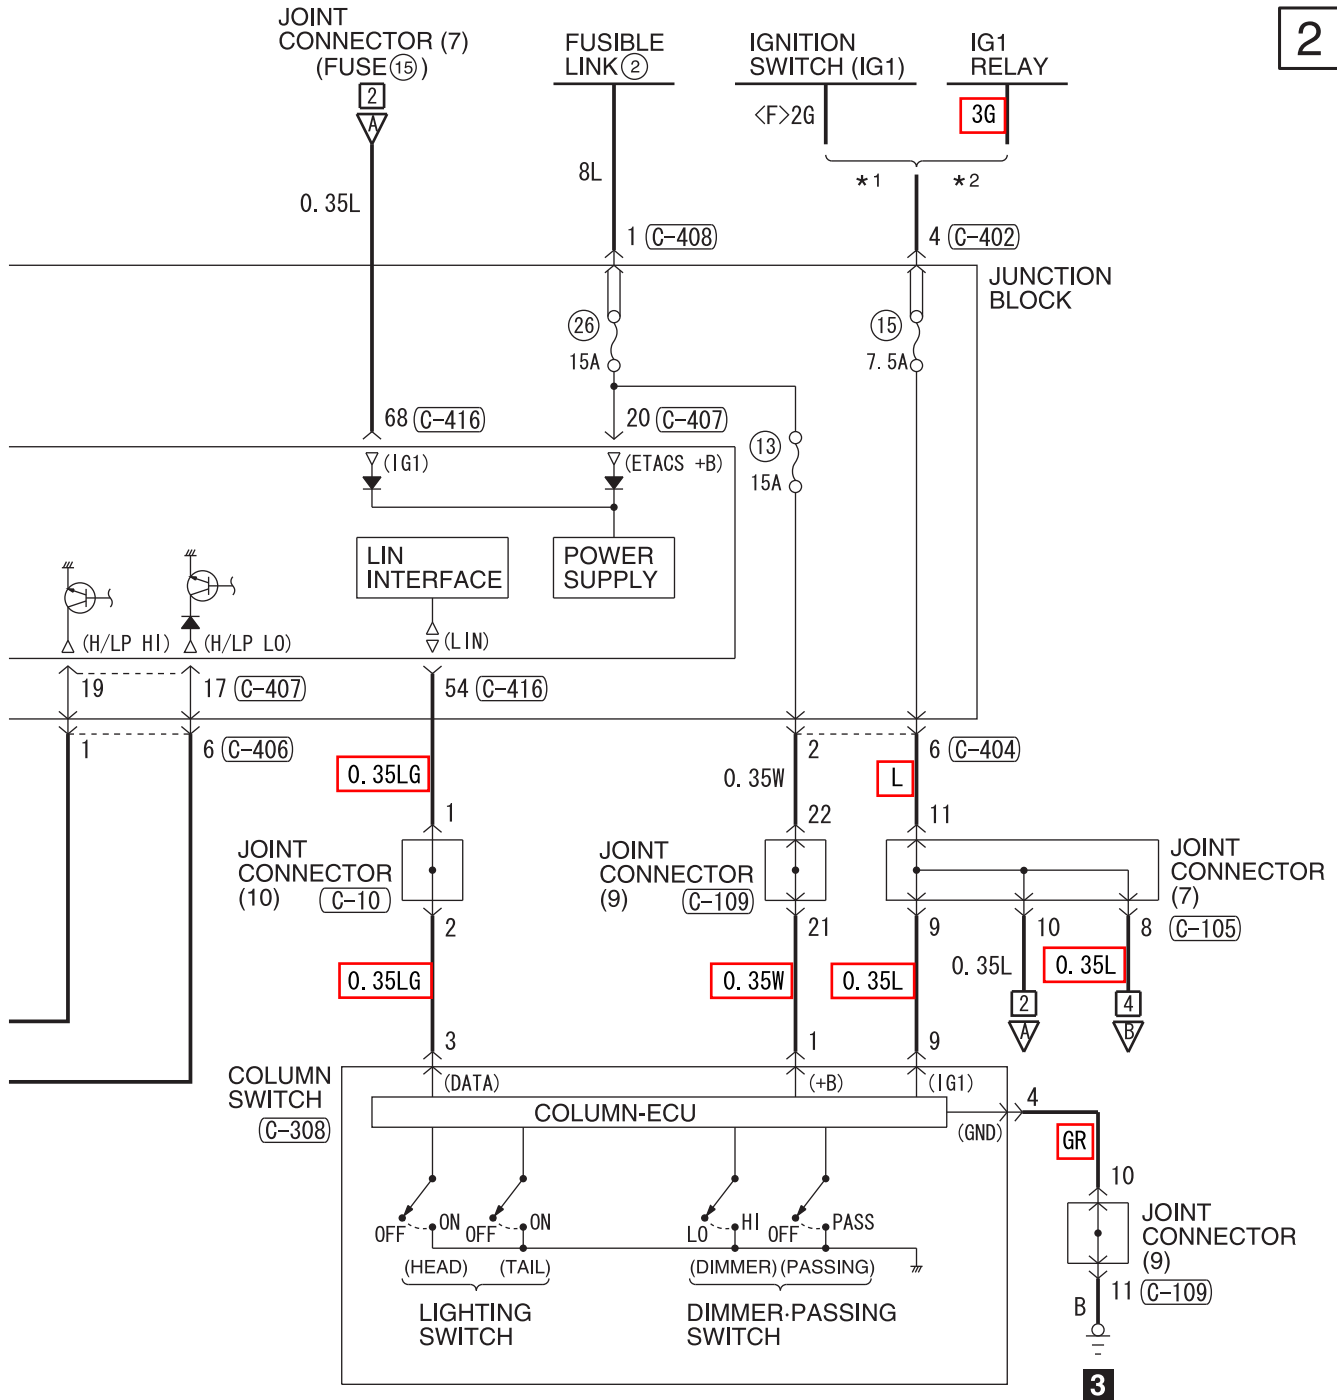 2
JOINT
CONNECTOR (7)
(FUSE 15)
2
A
FUSIBLE
LINK 2
IGNITION
SWITCH (IG1)
IG1
RELAY
<F>2G
3G
*1
*2
8L
0.35L
1 C-408
4 C-402
JUNCTION
BLOCK
26
15A
15
7.5A
68 C-416
20 C-407
13
15A
(IG1)
(ETACS +B)
LIN
INTERFACE
POWER
SUPPLY
(H/LP HI)
(H/LP LO)
(LIN)
19
17 C-407
54 C-416
1
6 C-406
2
6 C-404
0.35LG
0.35W
L
1
22
11
JOINT
CONNECTOR
(10)
C-10
JOINT
CONNECTOR
(9)
C-109
JOINT
CONNECTOR
(7)
C-105
2
21
9
10
8
0.35LG
0.35W
0.35L
0.35L
0.35L
2
A
4
B
3
1
9
COLUMN
SWITCH
C-308
(DATA)
(+B)
(IG1)
COLUMN-ECU
(GND)
4
GR
10
OFF
ON
OFF
ON
LO
HI
OFF
PASS
(HEAD)
(TAIL)
(DIMMER)
(PASSING)
LIGHTING
SWITCH
DIMMER·PASSING
SWITCH
JOINT
CONNECTOR
(9)
11 C-109
B
3